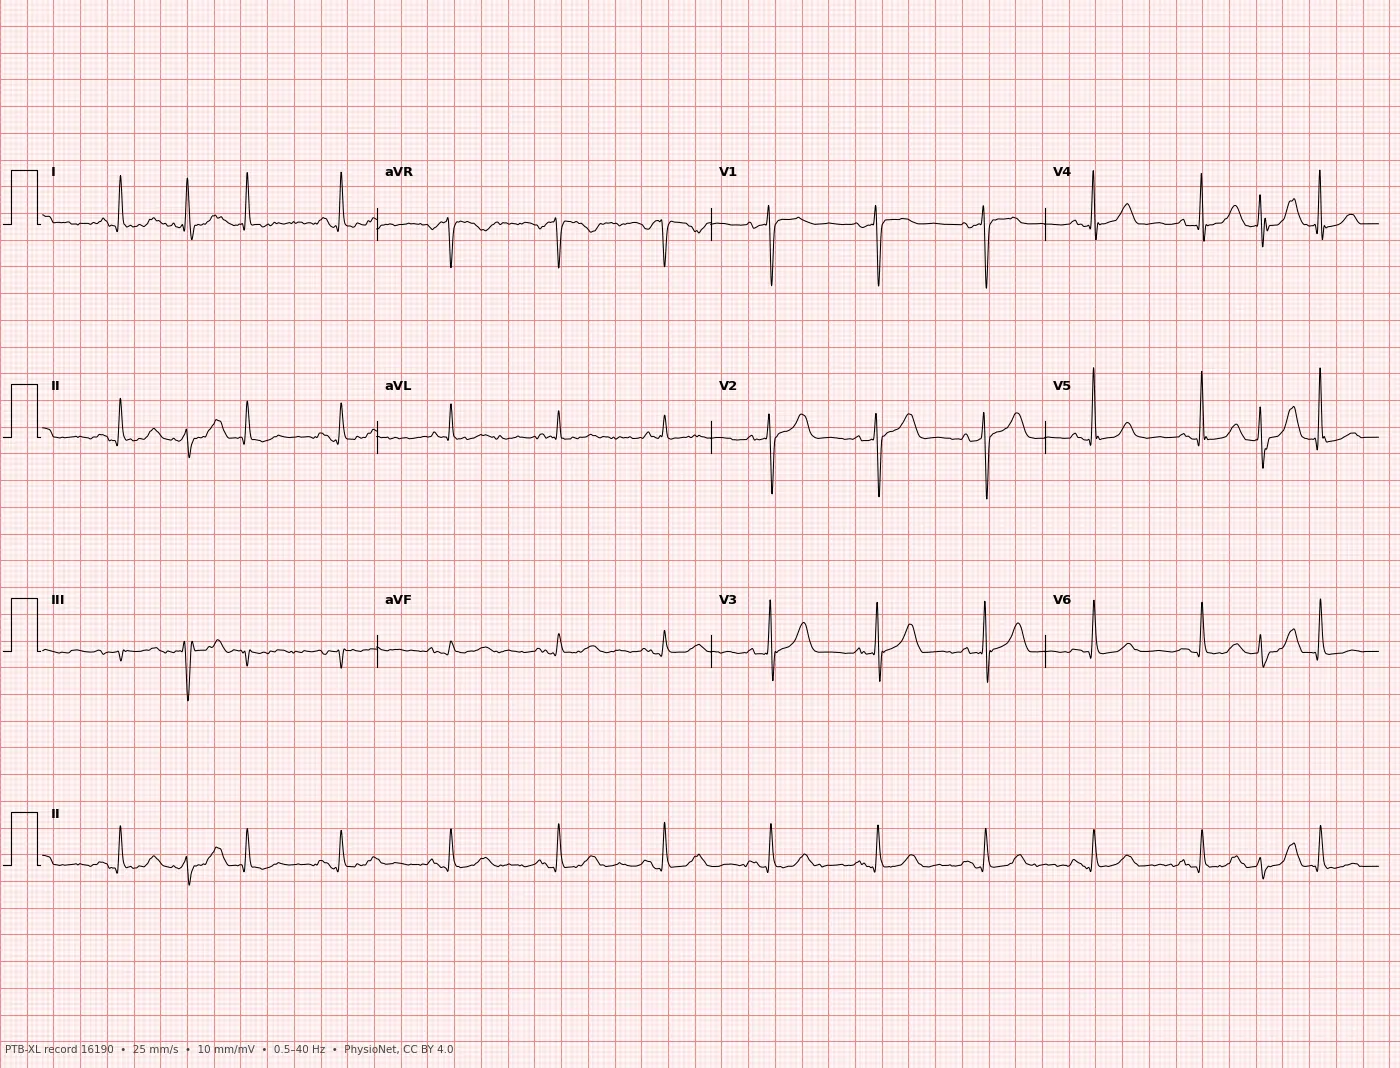 I aVR V1 V4
II aVL V2 V5
III aVF V3 V6
II
PTB-XL record 16190 • 25 mm/s • 10 mm/mV • 0.5–40 Hz • PhysioNet, CC BY 4.0